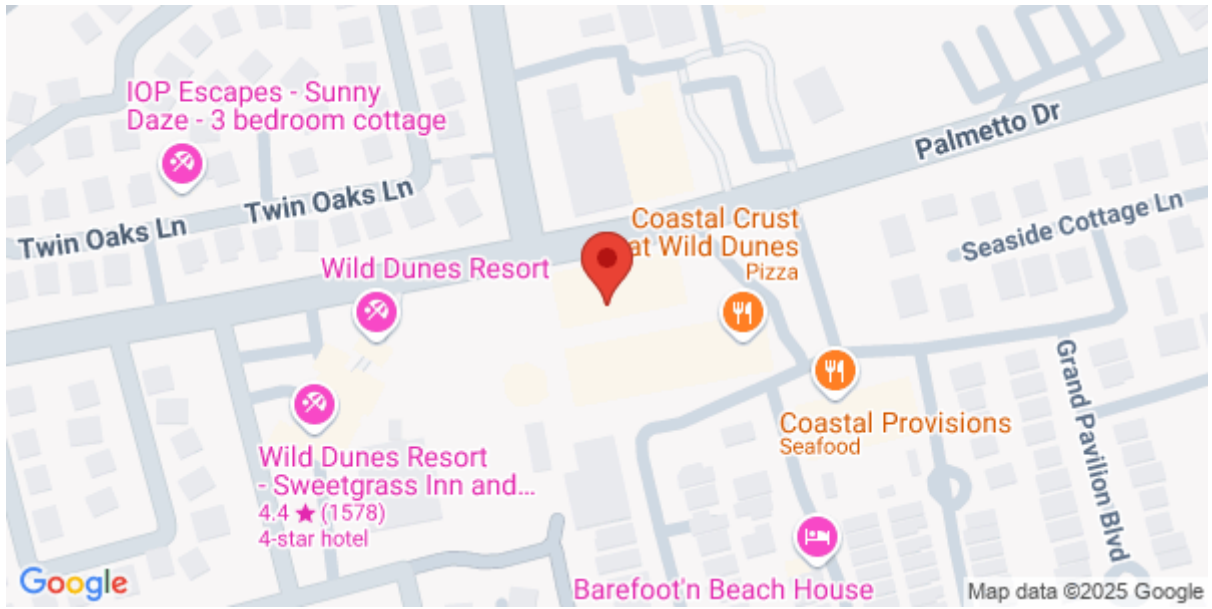 IOP Escapes - Sunny
Daze - 3 bedroom cottage
Palmetto Dr
Twin Oaks Ln
Twin Oaks Ln
Coastal Crust
at Wild Dunes
Pizza
Seaside Cottage Ln
Wild Dunes Resort
Grand Pavilion Blvd
Coastal Provisions
Seafood
Wild Dunes Resort
- Sweetgrass Inn and...
4.4 ★ (1578)
4-star hotel
Barefoot'n Beach House
Google
Map data ©2025 Google